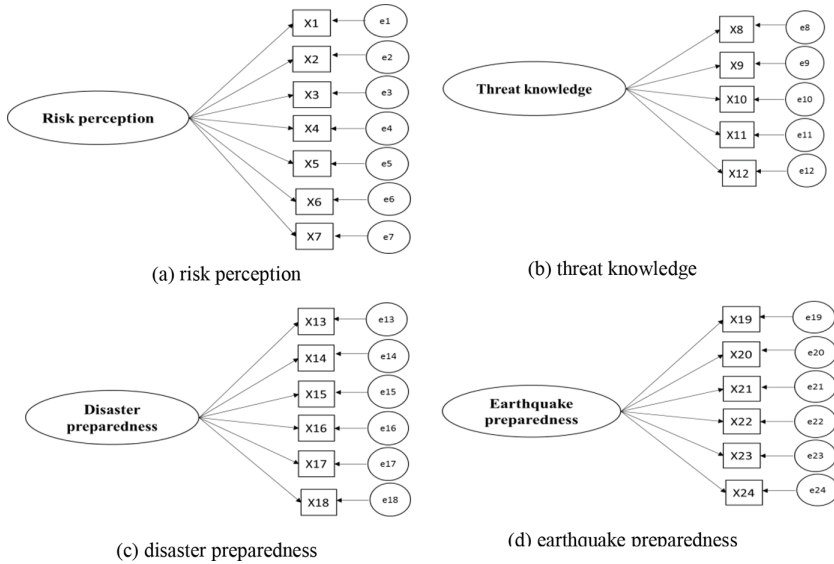 Risk perception
X1
e1
X2
e2
X3
e3
X4
e4
X5
e5
X6
e6
X7
e7
(a) risk perception
Threat knowledge
X8
e8
X9
e9
X10
e10
X11
e11
X12
e12
(b) threat knowledge
Disaster
preparedness
X13
e13
X14
e14
X15
e15
X16
e16
X17
e17
X18
e18
(c) disaster preparedness
Earthquake
preparedness
X19
e19
X20
e20
X21
e21
X22
e22
X23
e23
X24
e24
(d) earthquake preparedness